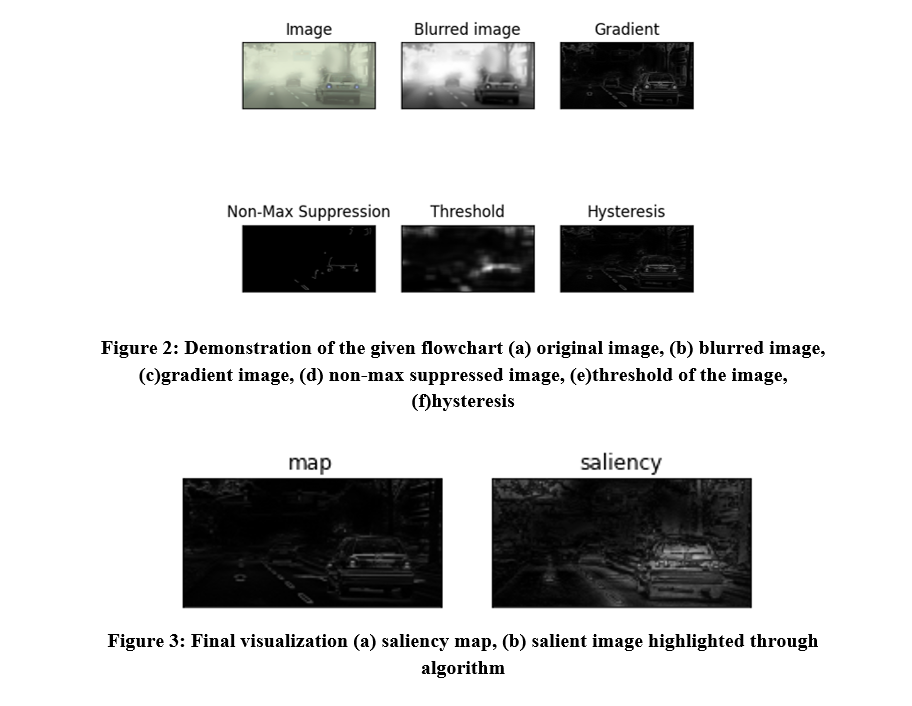 Image Blurred image Gradient
Non-Max Suppression Threshold Hysteresis
Figure 2: Demonstration of the given flowchart (a) original image, (b) blurred image,
(c)gradient image, (d) non-max suppressed image, (e)threshold of the image,
(f)hysteresis
map saliency
Figure 3: Final visualization (a) saliency map, (b) salient image highlighted through
algorithm